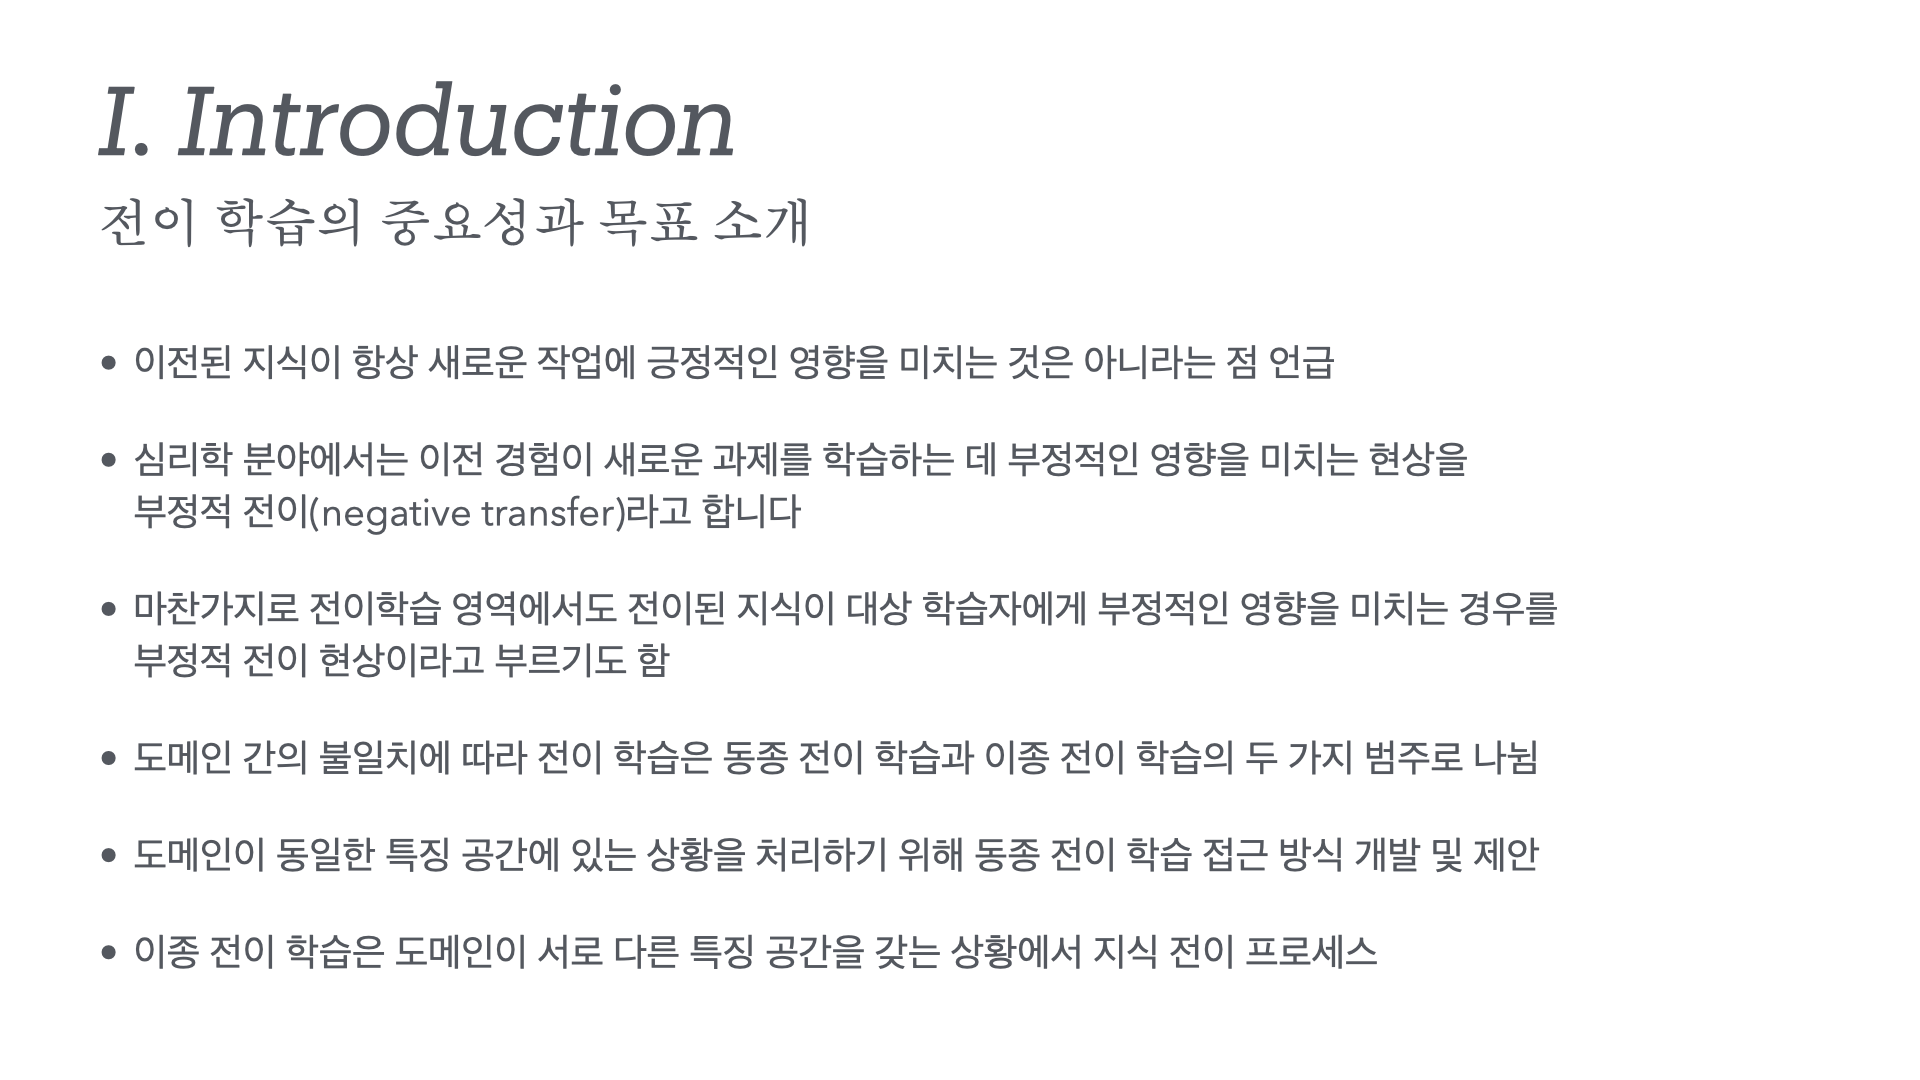 I. Introduction
전이 학습의 중요성과 목표 소개
• 이전된 지식이 항상 새로운 작업에 긍정적인 영향을 미치는 것은 아니라는 점 언급
• 심리학 분야에서는 이전 경험이 새로운 과제를 학습하는 데 부정적인 영향을 미치는 현상을
부정적 전이(negative transfer)라고 합니다
• 마찬가지로 전이학습 영역에서도 전이된 지식이 대상 학습자에게 부정적인 영향을 미치는 경우를
부정적 전이 현상이라고 부르기도 함
• 도메인 간의 불일치에 따라 전이 학습은 동종 전이 학습과 이종 전이 학습의 두 가지 범주로 나뉨
• 도메인이 동일한 특징 공간에 있는 상황을 처리하기 위해 동종 전이 학습 접근 방식 개발 및 제안
• 이종 전이 학습은 도메인이 서로 다른 특징 공간을 갖는 상황에서 지식 전이 프로세스